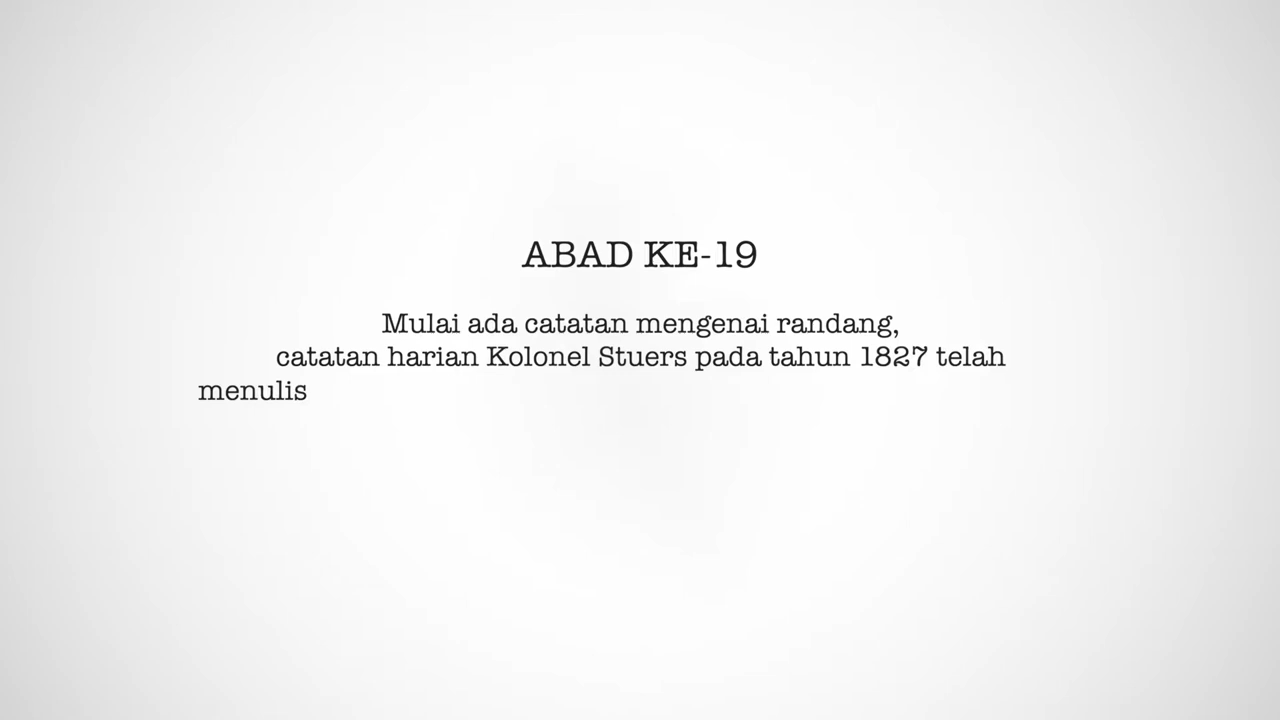 ABAD KE-19
Mulai ada catatan mengenai randang,
catatan harian Kolonel Stuers pada tahun 1827 telah
menulis